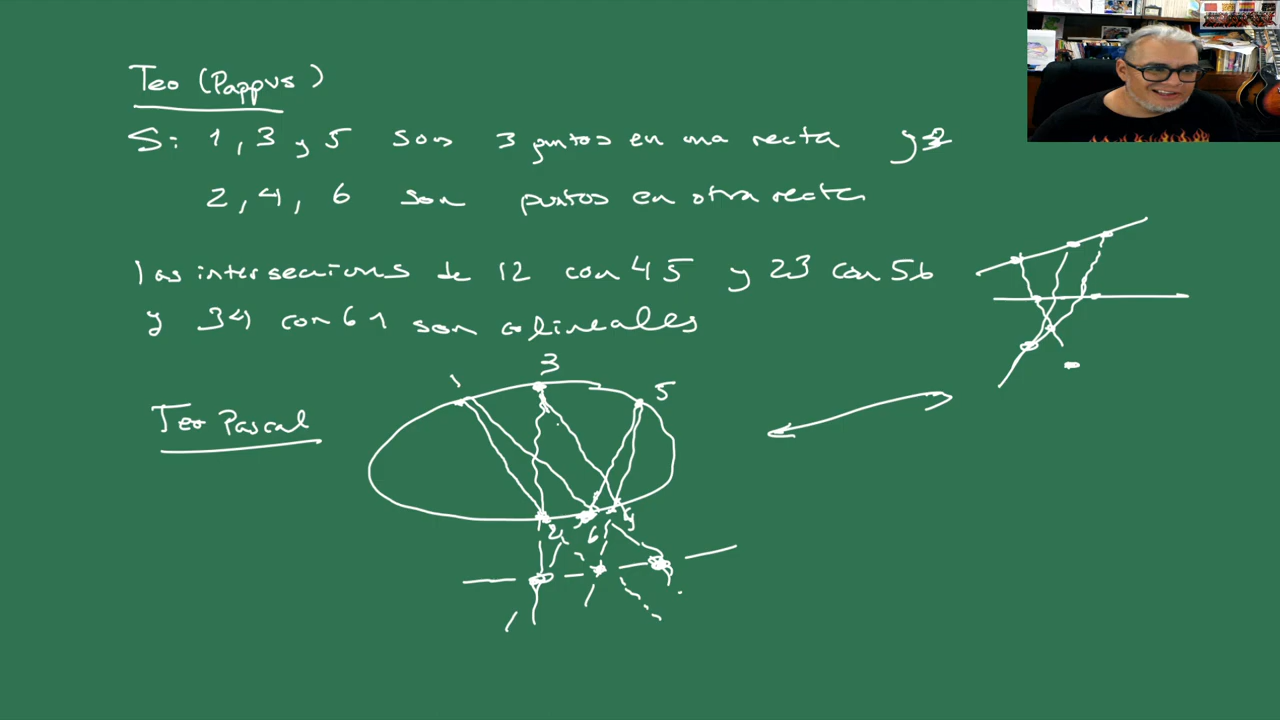 Teo (Pappus)
Si 1, 3 y 5 son 3 puntos en una recta y
2, 4, 6 son puntos en otra recta
las intersecciones de 12 con 45 y 23 con 56
y 34 con 61 son colineales
Teo Pascal
1 3 5
2 6 4